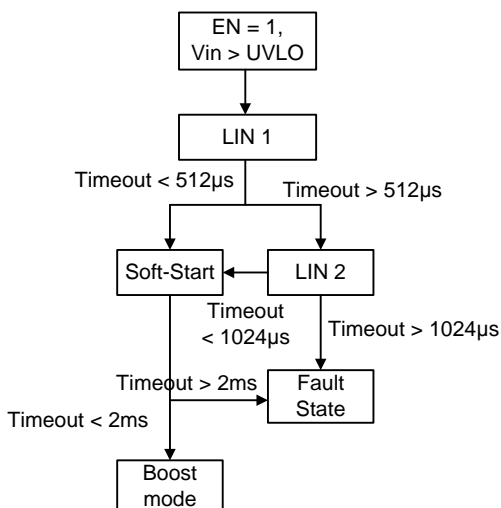 EN = 1,
Vin > UVLO
LIN 1
Timeout < 512µs
Timeout > 512µs
Soft-Start
LIN 2
Timeout
< 1024µs
Timeout > 1024µs
Timeout > 2ms
Fault
State
Timeout < 2ms
Boost
mode